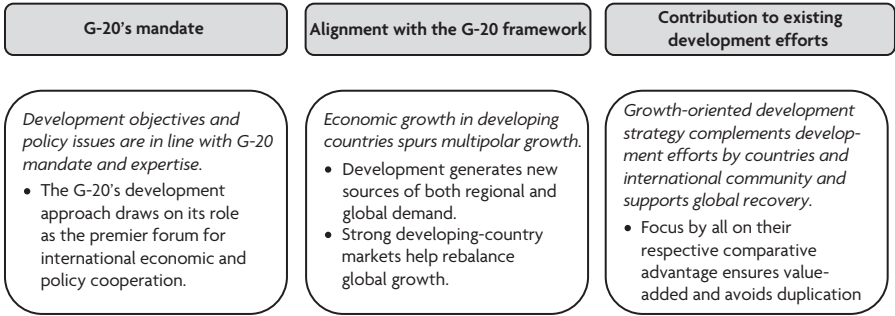 G-20's mandate
Development objectives and
policy issues are in line with G-20
mandate and expertise.
• The G-20's development
approach draws on its role
as the premier forum for
international economic and
policy cooperation.
Alignment with the G-20 framework
Economic growth in developing
countries spurs multipolar growth.
• Development generates new
sources of both regional and
global demand.
• Strong developing-country
markets help rebalance
global growth.
Contribution to existing
development efforts
Growth-oriented development
strategy complements develop-
ment efforts by countries and
international community and
supports global recovery.
• Focus by all on their
respective comparative
advantage ensures value-
added and avoids duplication